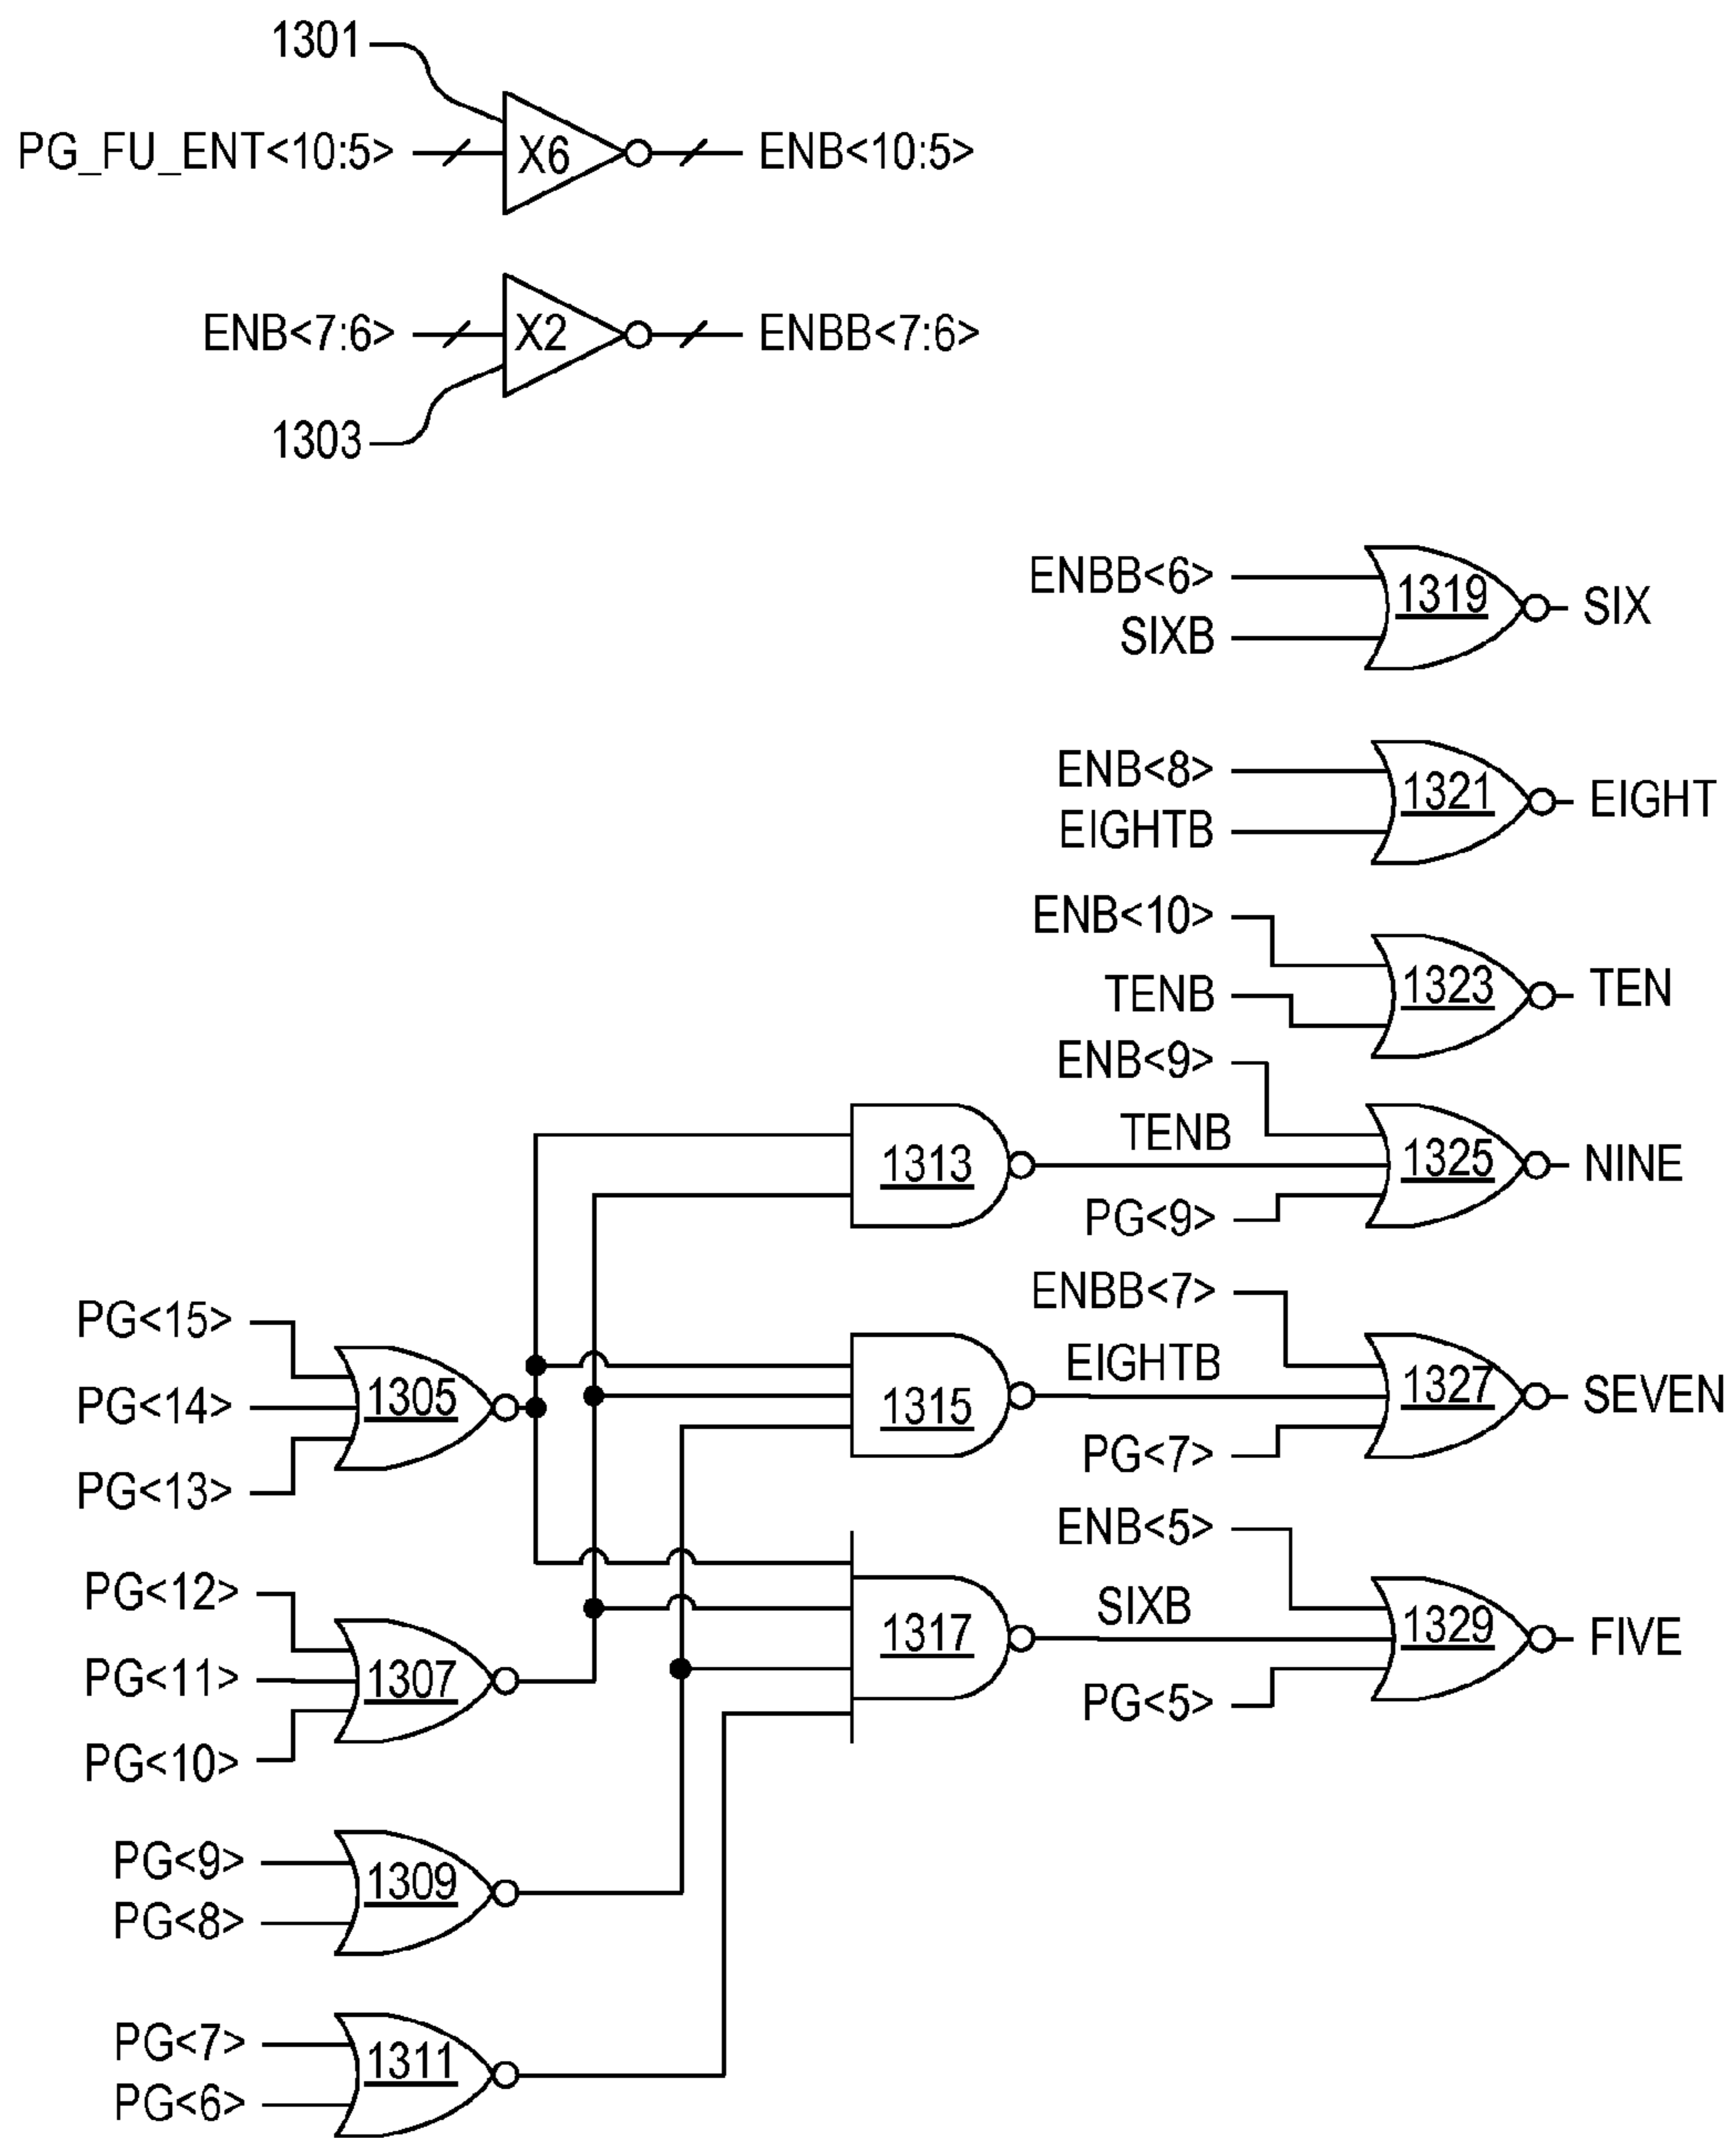 1301
PG_FU_ENT<10:5>
X6
ENB<10:5>
ENB<7:6>
X2
ENBB<7:6>
1303
ENBB<6>
SIXB
1319
SIX
ENB<8>
EIGHTB
1321
EIGHT
ENB<10>
TENB
1323
TEN
ENB<9>
TENB
PG<9>
1313
1325
NINE
ENBB<7>
EIGHTB
PG<7>
1315
1327
SEVEN
PG<15>
PG<14>
PG<13>
1305
ENB<5>
SIXB
PG<5>
1317
1329
FIVE
PG<12>
PG<11>
PG<10>
1307
PG<9>
PG<8>
1309
PG<7>
PG<6>
1311